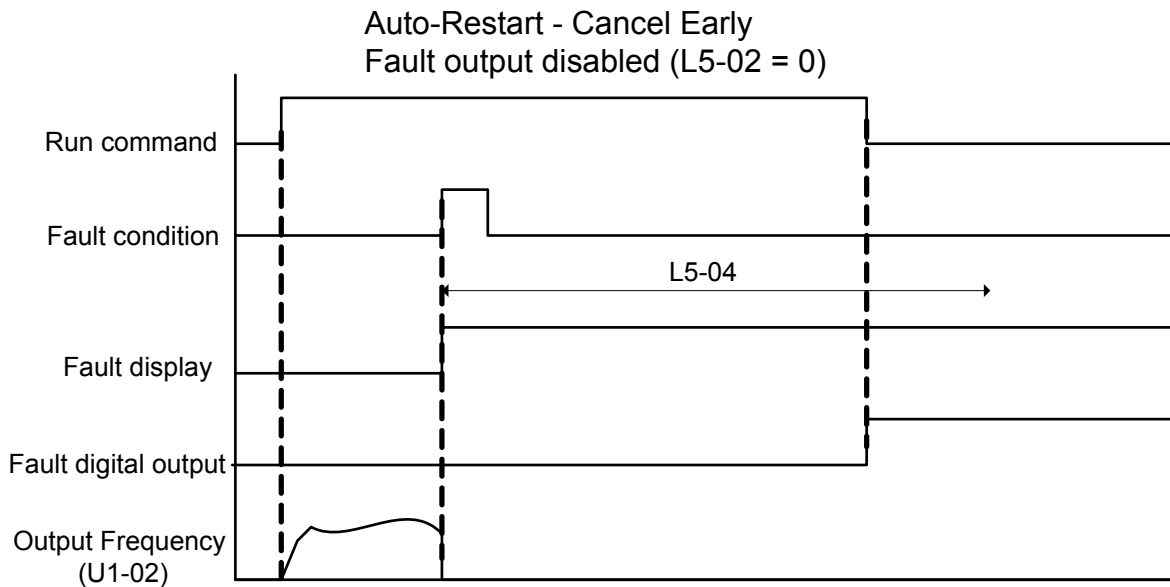 Auto-Restart - Cancel Early
Fault output disabled (L5-02 = 0)
Run command
Fault condition
L5-04
Fault display
Fault digital output
Output Frequency
(U1-02)